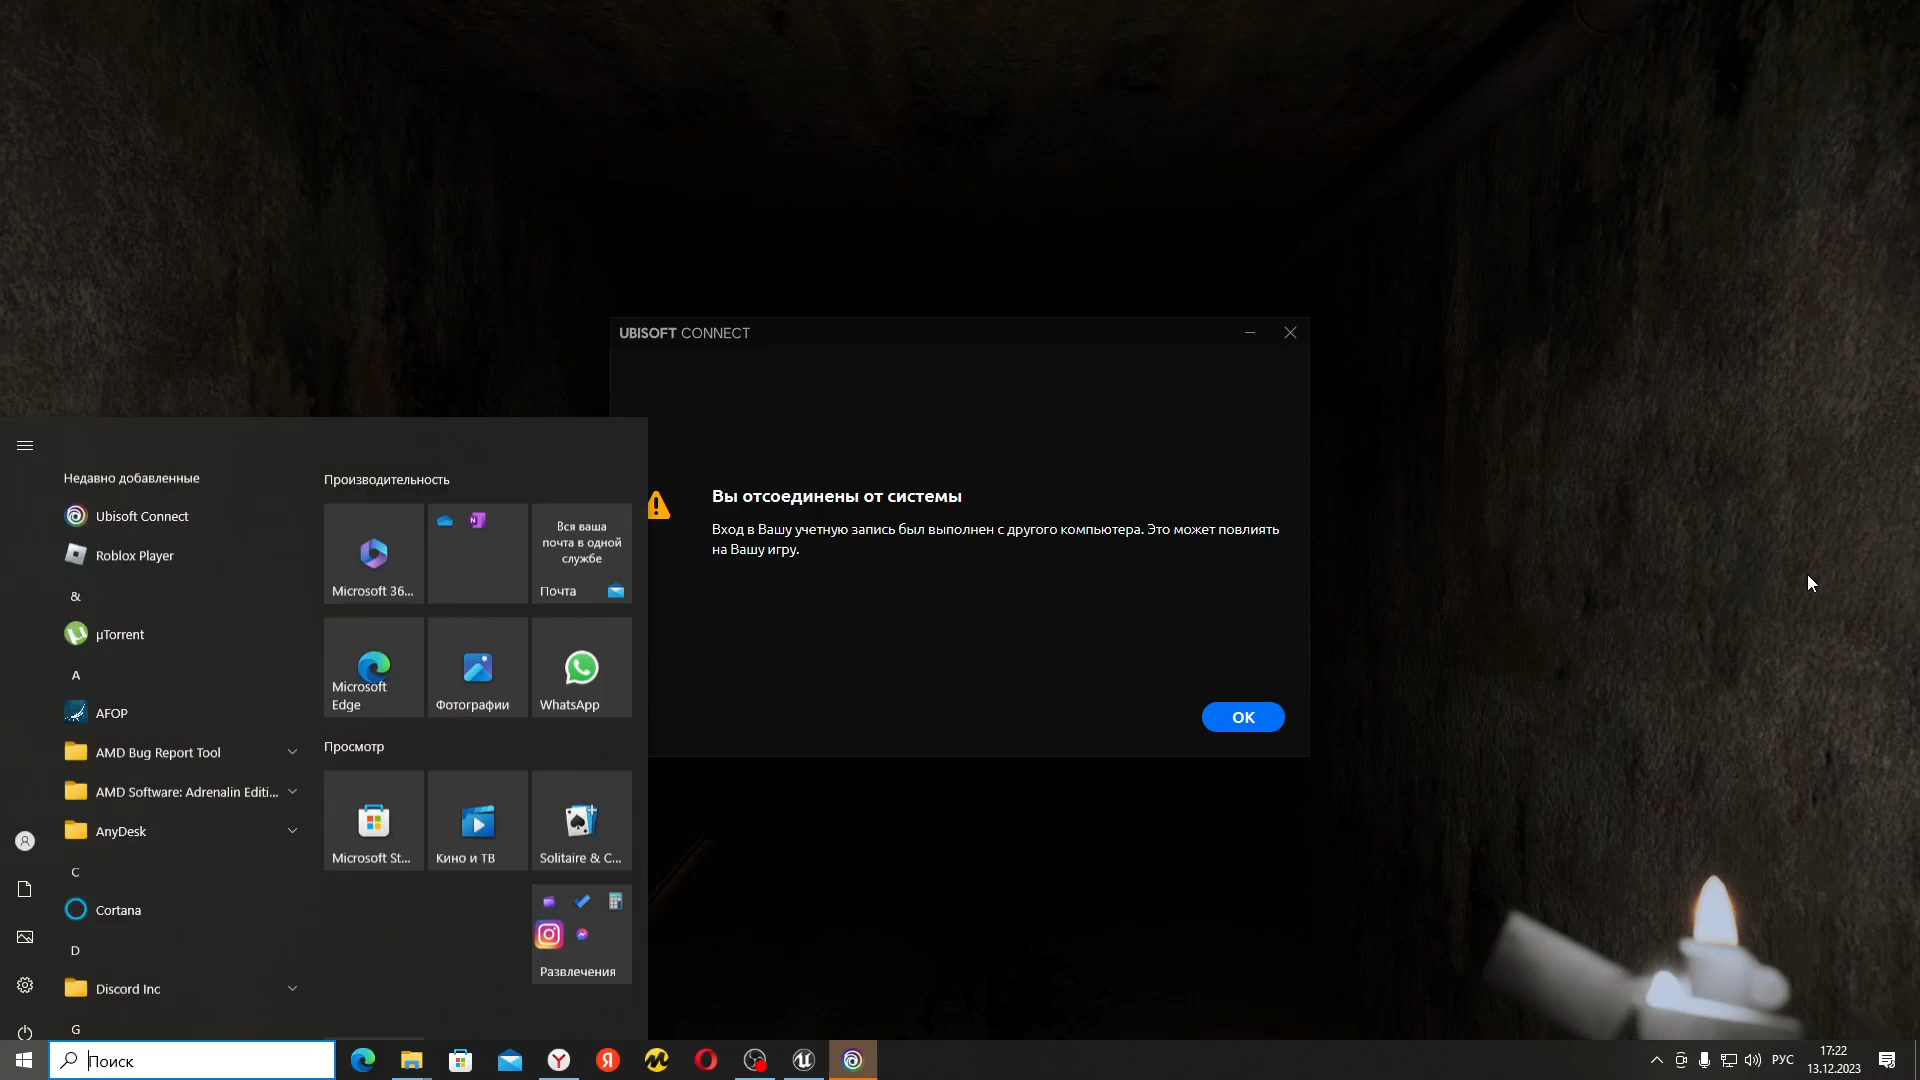 UBISOFT CONNECT
Вы отсоединены от системы
Вход в Вашу учетную запись был выполнен с другого компьютера. Это может повлиять
на Вашу игру.
OK
Недавно добавленные
Ubisoft Connect
Roblox Player
&
µTorrent
A
AFOP
AMD Bug Report Tool
AMD Software: Adrenalin Editi...
AnyDesk
C
Cortana
D
Discord Inc
G
Производительность
Microsoft 36...
Вся ваша
почта в одной
службе
Почта
Microsoft
Edge
Фотографии
WhatsApp
Просмотр
Microsoft St...
Кино и ТВ
Solitaire & C...
Развлечения
Поиск
РУС
17:22
13.12.2023